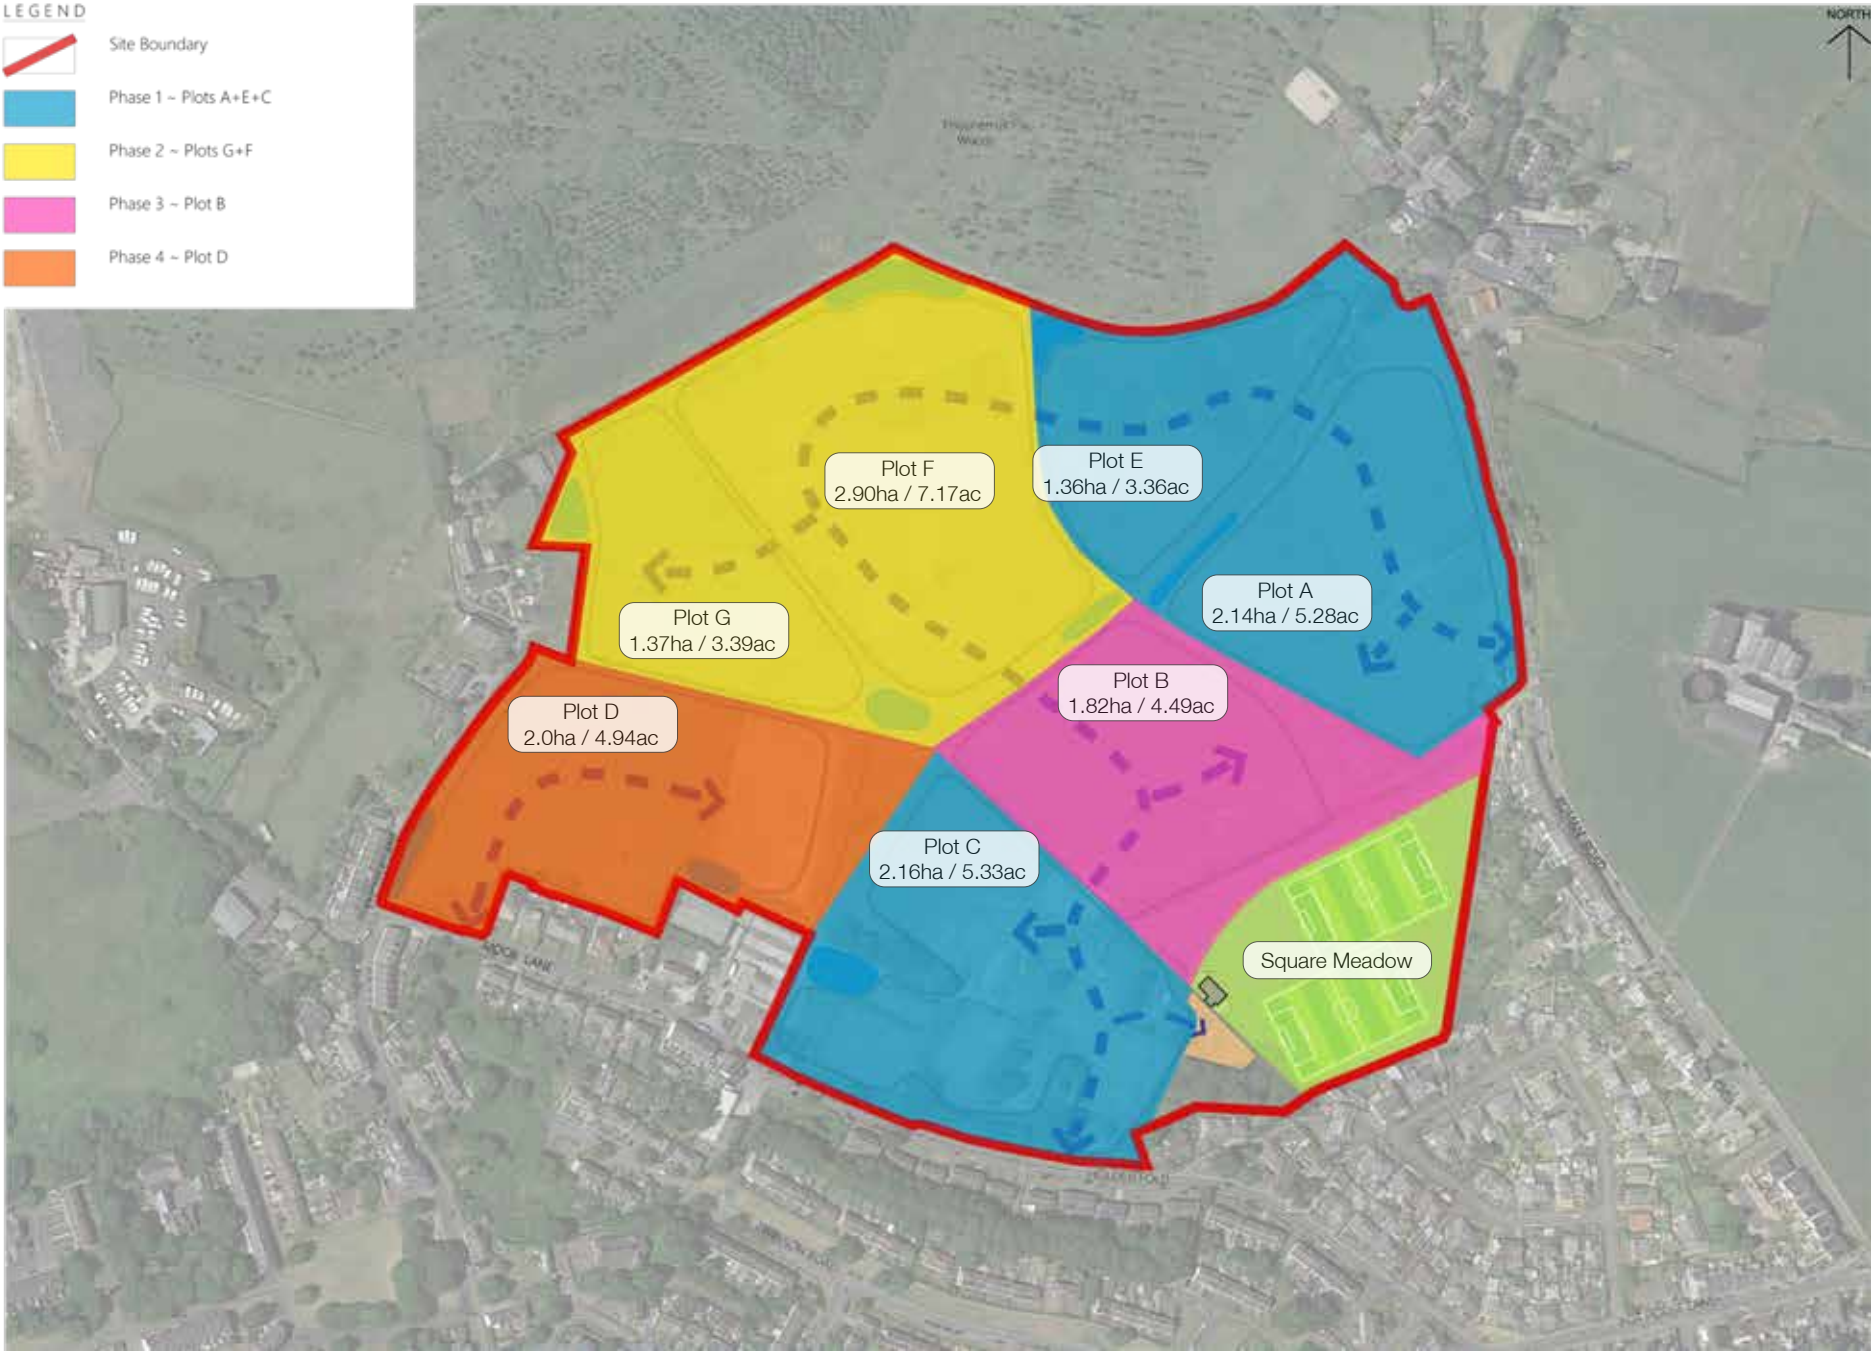 LEGEND
Site Boundary
Phase 1 ~ Plots A+E+C
Phase 2 ~ Plots G+F
Phase 3 ~ Plot B
Phase 4 ~ Plot D
NORTH
Plot F
2.90ha / 7.17ac
Plot E
1.36ha / 3.36ac
Plot A
2.14ha / 5.28ac
Plot G
1.37ha / 3.39ac
Plot B
1.82ha / 4.49ac
Plot D
2.0ha / 4.94ac
Plot C
2.16ha / 5.33ac
Square Meadow
LANE